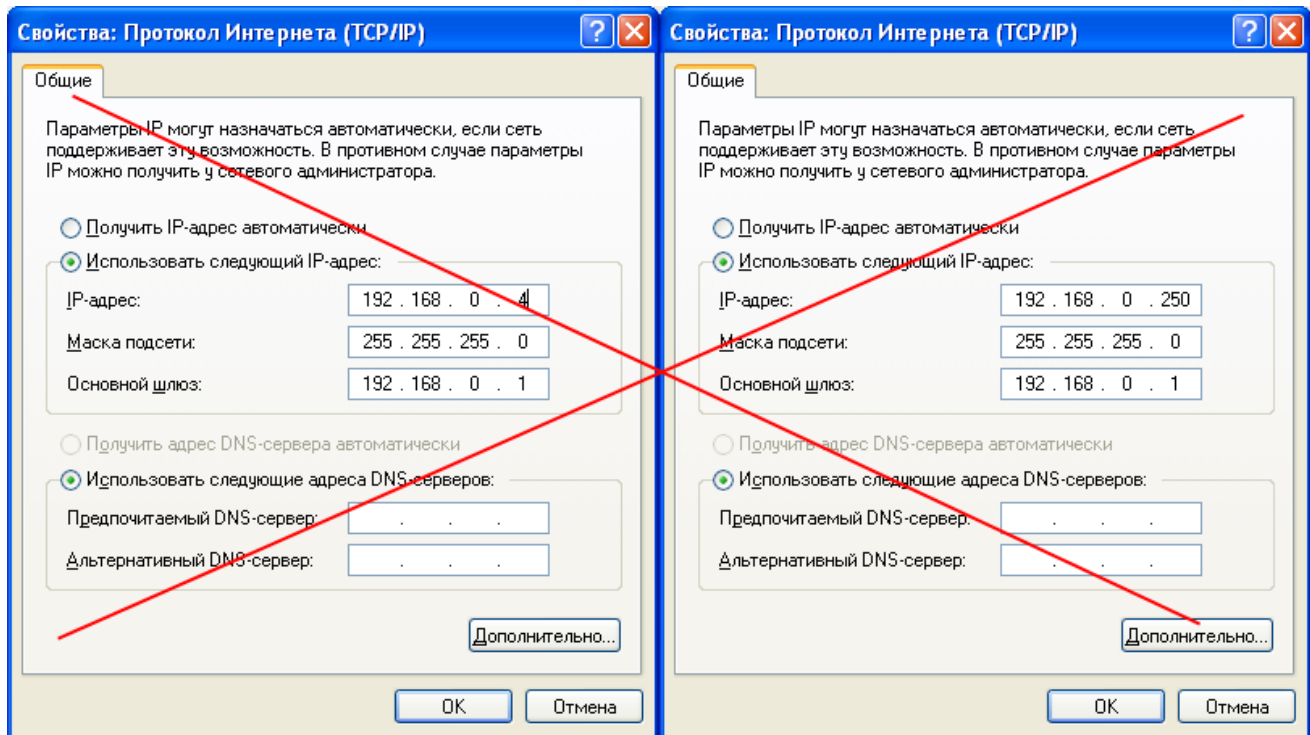 Свойства: Протокол Интернета (TCP/IP)
Общие
Параметры IP могут назначаться автоматически, если сеть
поддерживает эту возможность. В противном случае параметры
IP можно получить у сетевого администратора.
Получить IP-адрес автоматически
Использовать следующий IP-адрес:
IP-адрес: 192 . 168 . 0 . 4
Маска подсети: 255 . 255 . 255 . 0
Основной шлюз: 192 . 168 . 0 . 1
Получить адрес DNS-сервера автоматически
Использовать следующие адреса DNS-серверов:
Предпочитаемый DNS-сервер: . . .
Альтернативный DNS-сервер: . . .
Дополнительно...
OK Отмена
Свойства: Протокол Интернета (TCP/IP)
Общие
Параметры IP могут назначаться автоматически, если сеть
поддерживает эту возможность. В противном случае параметры
IP можно получить у сетевого администратора.
Получить IP-адрес автоматически
Использовать следующий IP-адрес:
IP-адрес: 192 . 168 . 0 . 250
Маска подсети: 255 . 255 . 255 . 0
Основной шлюз: 192 . 168 . 0 . 1
Получить адрес DNS-сервера автоматически
Использовать следующие адреса DNS-серверов:
Предпочитаемый DNS-сервер: . . .
Альтернативный DNS-сервер: . . .
Дополнительно...
OK Отмена